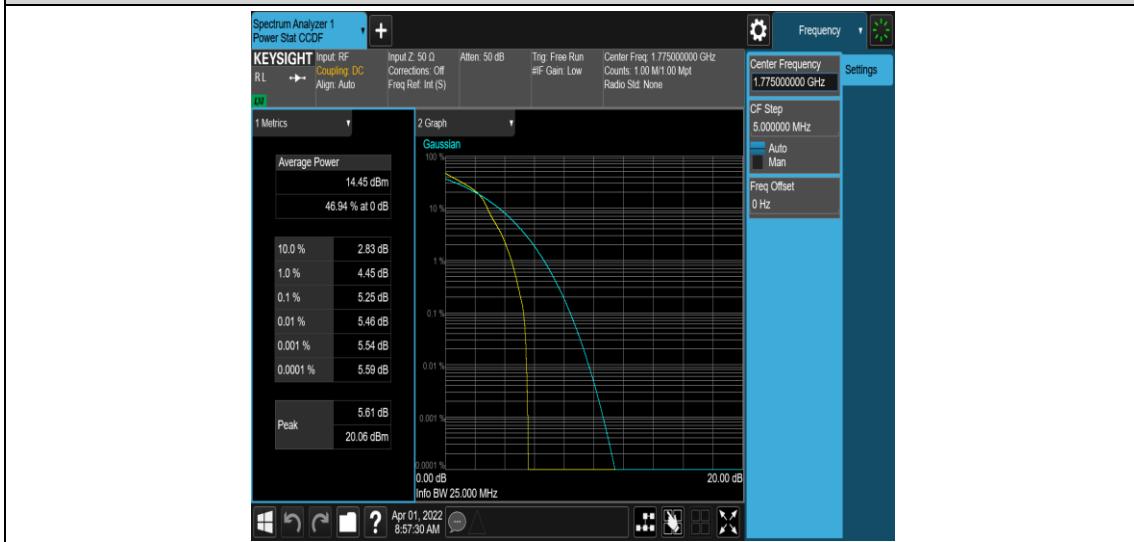 Spectrum Analyzer 1
Power Stat CCDF
Frequency
KEYSIGHT
RL
LXI
Input: RF
Coupling: DC
Align: Auto
Input Z: 50 Ω
Corrections: Off
Freq Ref: Int (S)
Atten: 50 dB
Trig: Free Run
#IF Gain: Low
Center Freq: 1.775000000 GHz
Counts: 1.00 M/1.00 Mpt
Radio Std: None
Center Frequency
1.775000000 GHz
Settings
CF Step
5.000000 MHz
Auto
Man
Freq Offset
0 Hz
1 Metrics
Average Power
14.45 dBm
46.94 % at 0 dB
10.0 % 2.83 dB
1.0 % 4.45 dB
0.1 % 5.25 dB
0.01 % 5.46 dB
0.001 % 5.54 dB
0.0001 % 5.59 dB
Peak
5.61 dB
20.06 dBm
2 Graph
Gaussian
100 %
10 %
1 %
0.1 %
0.01 %
0.001 %
0.0001 %
0.00 dB 20.00 dB
Info BW 25.000 MHz
?
Apr 01, 2022
8:57:30 AM